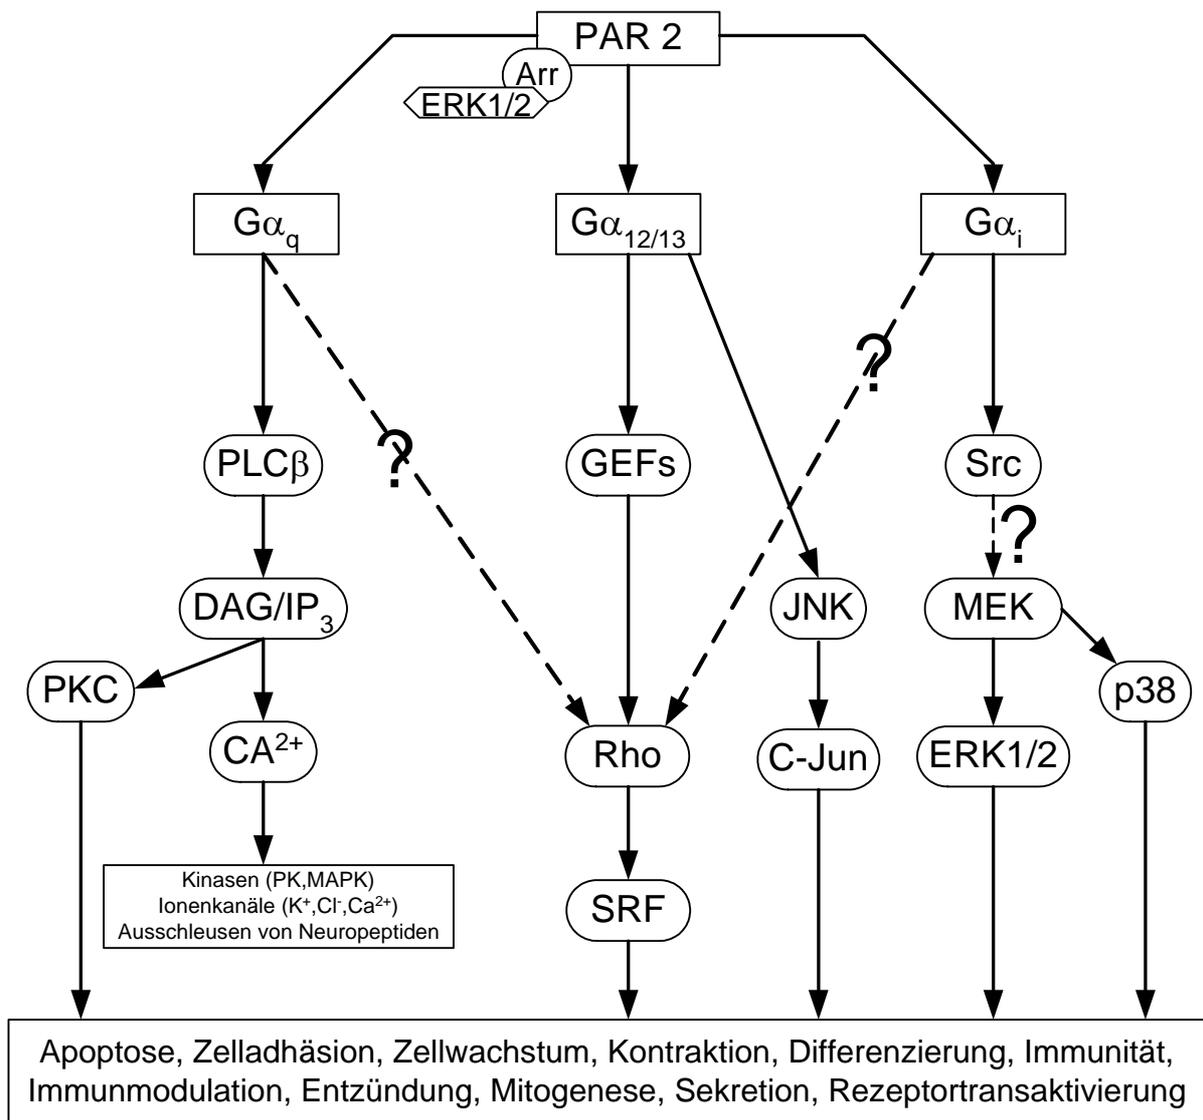 PAR 2
Arr
ERK1/2
Gαq
Gα12/13
Gαi
?
?
PLCβ
GEFs
Src
?
DAG/IP3
JNK
MEK
PKC
p38
CA²⁺
Rho
C-Jun
ERK1/2
Kinasen (PK,MAPK)
Ionenkanäle (K⁺,Cl⁻,Ca²⁺)
Ausschleusen von Neuropeptiden
SRF
Apoptose, Zelladhäsion, Zellwachstum, Kontraktion, Differenzierung, Immunität,
Immunmodulation, Entzündung, Mitogenese, Sekretion, Rezeptortransaktivierung